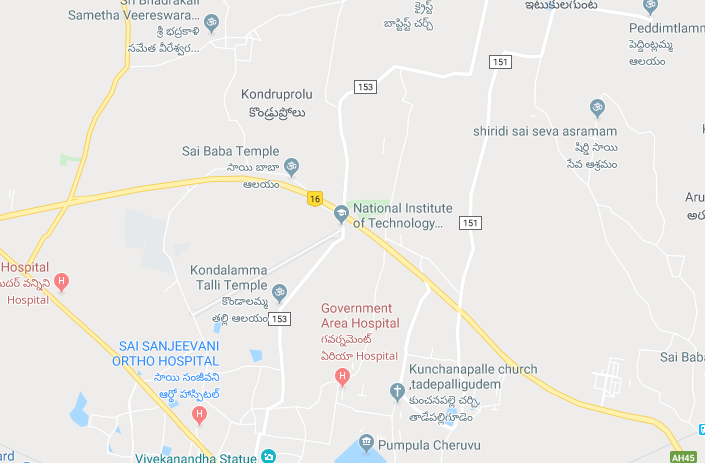 Sri Bhadrakali
Sametha Veereswara...
శ్రీ భద్రకాళి
సమేత వీరేశ్వర...
క్రైస్ట్
బాప్టిస్ట్ చర్చ్
ఇటుకులగుంట
Peddimtlamm
పెద్దింట్లమ్మ
ఆలయం
151
153
Kondruprolu
కొండ్రుప్రోలు
shiridi sai seva asramam
షిర్డి సాయి
సేవ ఆశ్రమం
Sai Baba Temple
సాయి బాబా
ఆలయం
16
National Institute
of Technology...
151
Aru
Hospital
Hospital
Kondalamma
Talli Temple
కొండాలమ్మ
తల్లి ఆలయం
153
Government
Area Hospital
గవర్నమెంట్
ఏరియా Hospital
SAI SANJEEVANI
ORTHO HOSPITAL
సాయి సంజీవని
ఆర్థో హాస్పిటల్
Kunchanapalle church
,tadepalligudem
కుంచనపల్లె చర్చి,
తాడేపల్లిగూడెం
Sai Bab
Pumpula Cheruvu
Vivekanandha Statue
ard
AH45